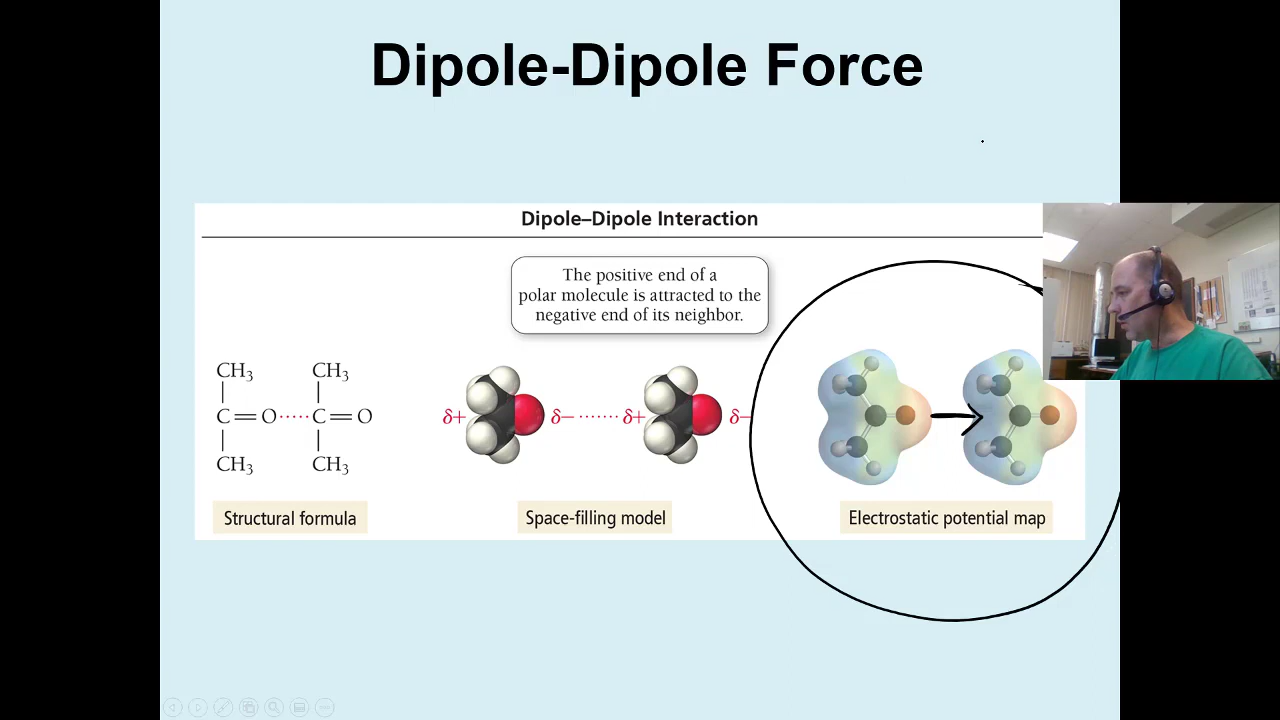 Dipole-Dipole Force
Dipole–Dipole Interaction
The positive end of a
polar molecule is attracted to the
negative end of its neighbor.
CH₃ CH₃
C=O·····C=O
CH₃ CH₃
δ+ δ− ······· δ+ δ−
Structural formula
Space-filling model
Electrostatic potential map